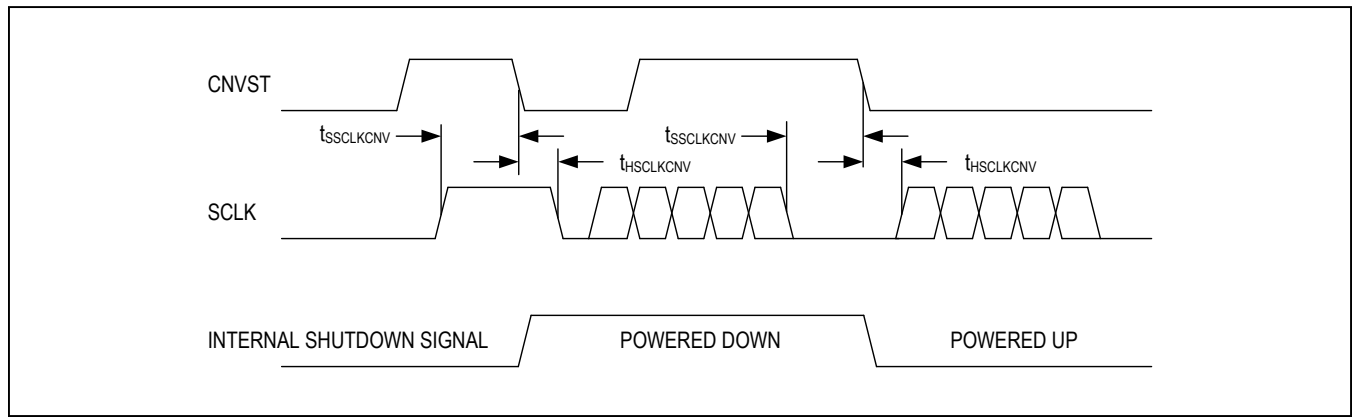 CNVST
tSSCLKCNV tSSCLKCNV
tHSCLKCNV tHSCLKCNV
SCLK
INTERNAL SHUTDOWN SIGNAL POWERED DOWN POWERED UP